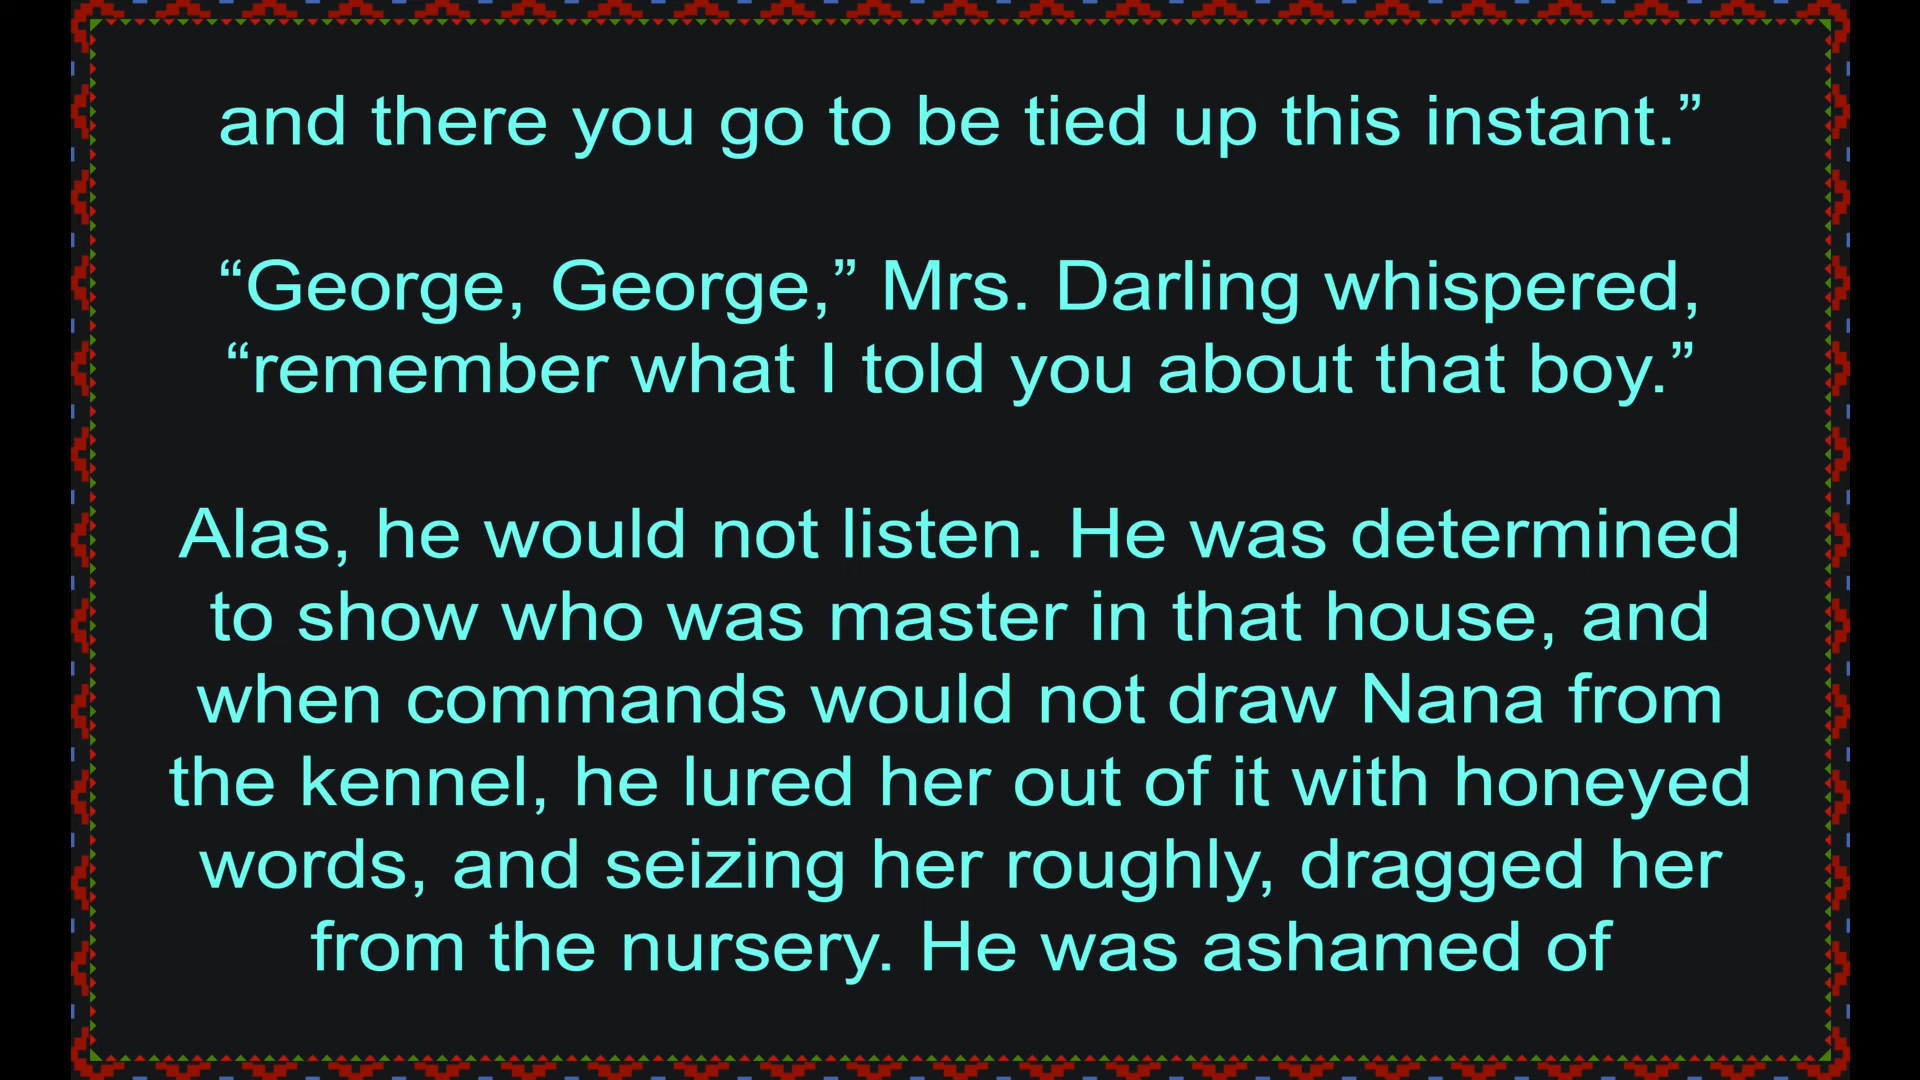 and there you go to be tied up this instant.”
“George, George,” Mrs. Darling whispered,
“remember what I told you about that boy.”
Alas, he would not listen. He was determined
to show who was master in that house, and
when commands would not draw Nana from
the kennel, he lured her out of it with honeyed
words, and seizing her roughly, dragged her
from the nursery. He was ashamed of